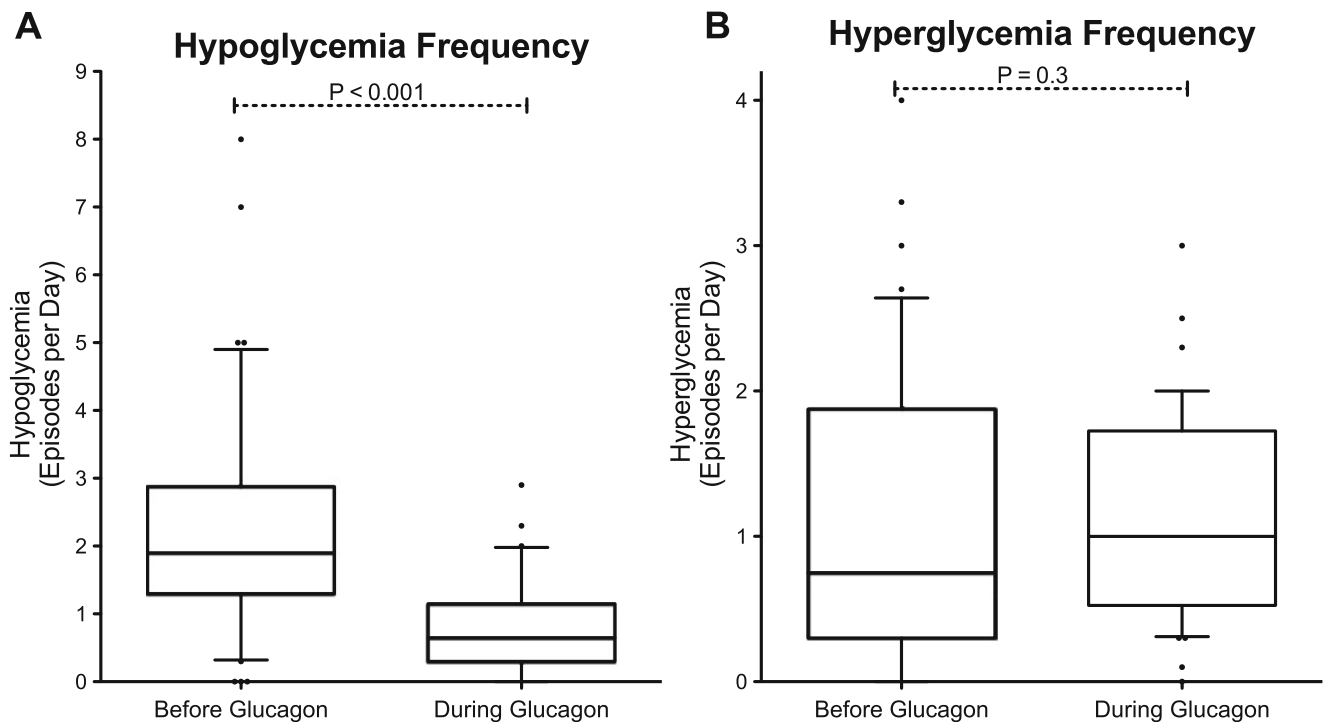 A
Hypoglycemia Frequency
P < 0.001
9
8
7
6
5
4
3
2
1
0
Hypoglycemia
(Episodes per Day)
Before Glucagon
During Glucagon
B
Hyperglycemia Frequency
P = 0.3
4
3
2
1
0
Hyperglycemia
(Episodes per Day)
Before Glucagon
During Glucagon